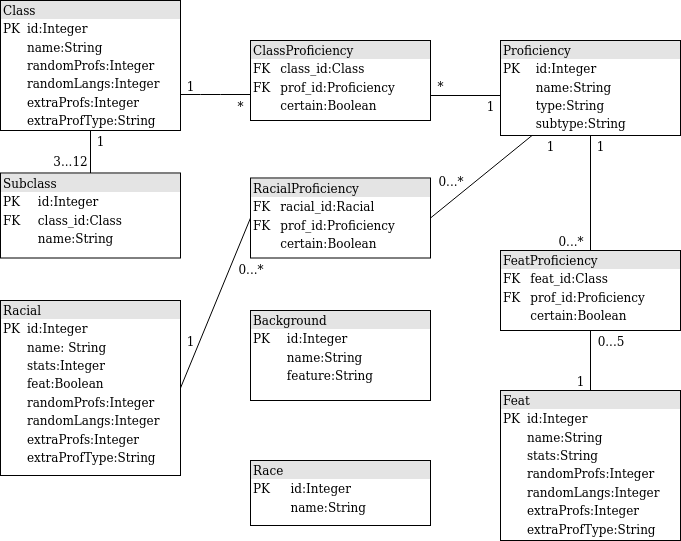 Class
PK id:Integer
name:String
randomProfs:Integer
randomLangs:Integer
extraProfs:Integer
extraProfType:String
1
*
ClassProficiency
FK class_id:Class
FK prof_id:Proficiency
certain:Boolean
*
1
Proficiency
PK id:Integer
name:String
type:String
subtype:String
1
3...12
Subclass
PK id:Integer
FK class_id:Class
name:String
RacialProficiency
FK racial_id:Racial
FK prof_id:Proficiency
certain:Boolean
0...*
1
1
0...*
0...*
1
FeatProficiency
FK feat_id:Class
FK prof_id:Proficiency
certain:Boolean
0...5
1
Racial
PK id:Integer
name: String
stats:Integer
feat:Boolean
randomProfs:Integer
randomLangs:Integer
extraProfs:Integer
extraProfType:String
Background
PK id:Integer
name:String
feature:String
Race
PK id:Integer
name:String
Feat
PK id:Integer
name:String
stats:String
randomProfs:Integer
randomLangs:Integer
extraProfs:Integer
extraProfType:String